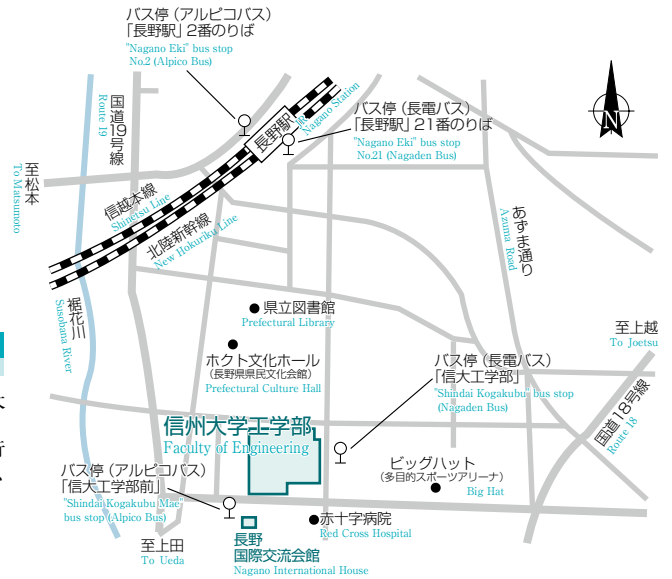 バス停（アルピコバス）
「長野駅」2番のりば
"Nagano Eki" bus stop
No.2 (Alpico Bus)
国道19号線
Route 19
長野駅
JR
Nagano Station
バス停（長電バス）
「長野駅」21番のりば
"Nagano Eki" bus stop
No.21 (Nagaden Bus)
N
至松本
To Matsumoto
信越本線
Shinetsu Line
北陸新幹線
New Hokuriku Line
あずま通り
Azuma Road
裾花川
Susobana River
県立図書館
Prefectural Library
至上越
To Joetsu
ホクト文化ホール
（長野県県民文化会館）
Prefectural Culture Hall
バス停（長電バス）
「信大工学部」
"Shindai Kogakubu" bus stop
(Nagaden Bus)
国道18号線
Route 18
信州大学工学部
Faculty of Engineering
バス停（アルピコバス）
「信大工学部前」
"Shindai Kogakubu Mae"
bus stop (Alpico Bus)
ビッグハット
（多目的スポーツアリーナ）
Big Hat
赤十字病院
Red Cross Hospital
至上田
To Ueda
長野
国際交流会館
Nagano International House